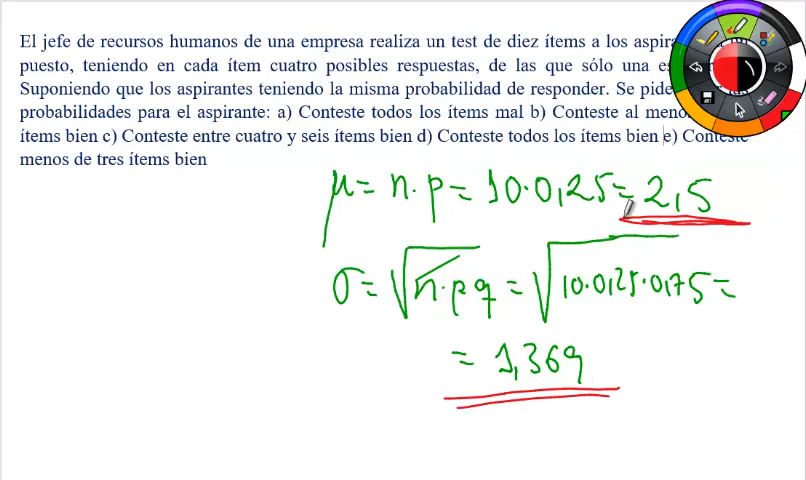 El jefe de recursos humanos de una empresa realiza un test de diez ítems a los
puesto, teniendo en cada ítem cuatro posibles respuestas, de las que sólo una
Suponiendo que los aspirantes teniendo la misma probabilidad de responder. Se
probabilidades para el aspirante: a) Conteste todos los ítems mal b) Conteste al
ítems bien c) Conteste entre cuatro y seis ítems bien d) Conteste todos los ítems bien e) Conteste
menos de tres ítems bien
μ = n·p = 10·0,25 = 2,5
σ = √n·p q = √10·0,25·0,75 =
= 1,369